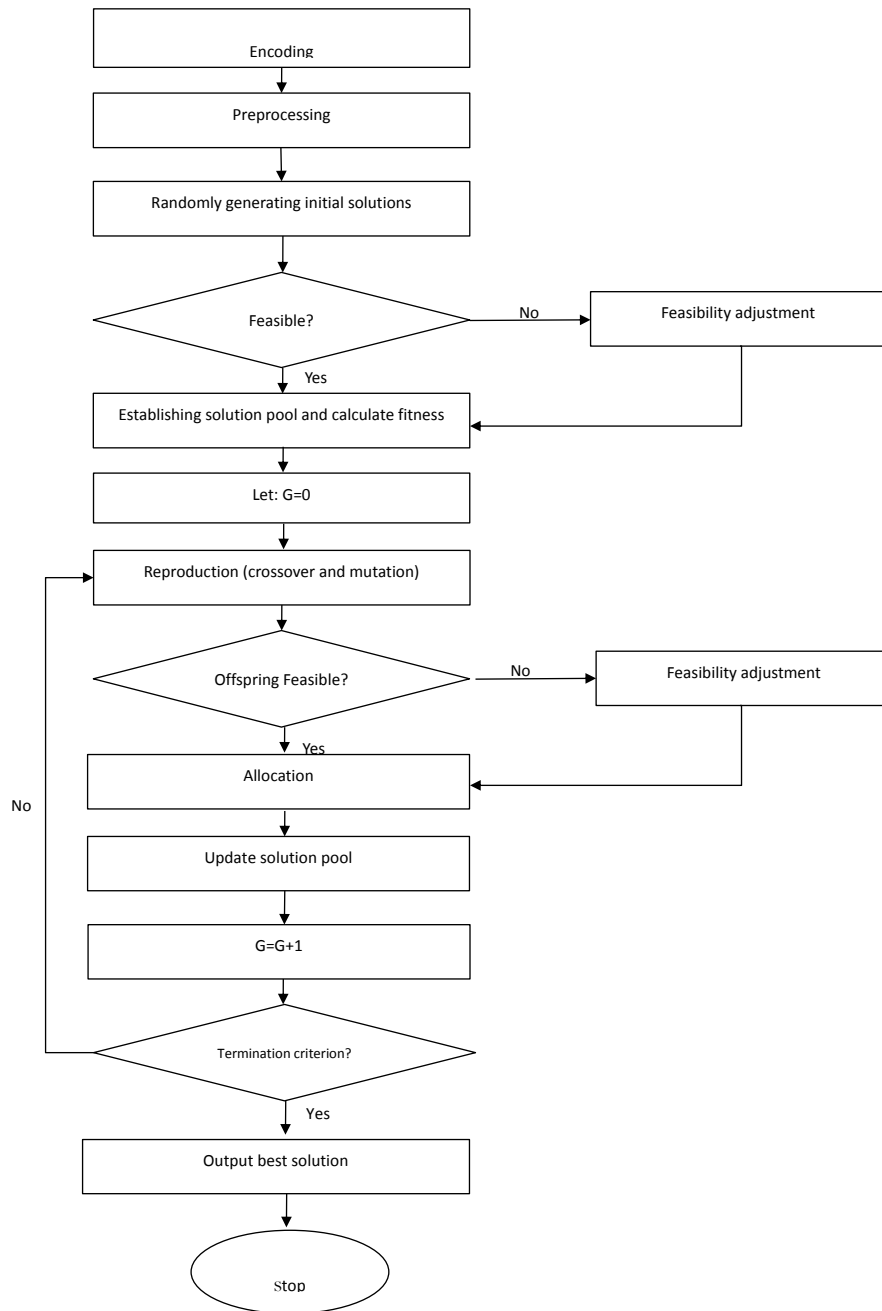 Encoding
Preprocessing
Randomly generating initial solutions
Feasible?
No
Feasibility adjustment
Yes
Establishing solution pool and calculate fitness
Let: G=0
Reproduction (crossover and mutation)
Offspring Feasible?
No
Feasibility adjustment
Yes
Allocation
No
Update solution pool
G=G+1
Termination criterion?
Yes
Output best solution
Stop